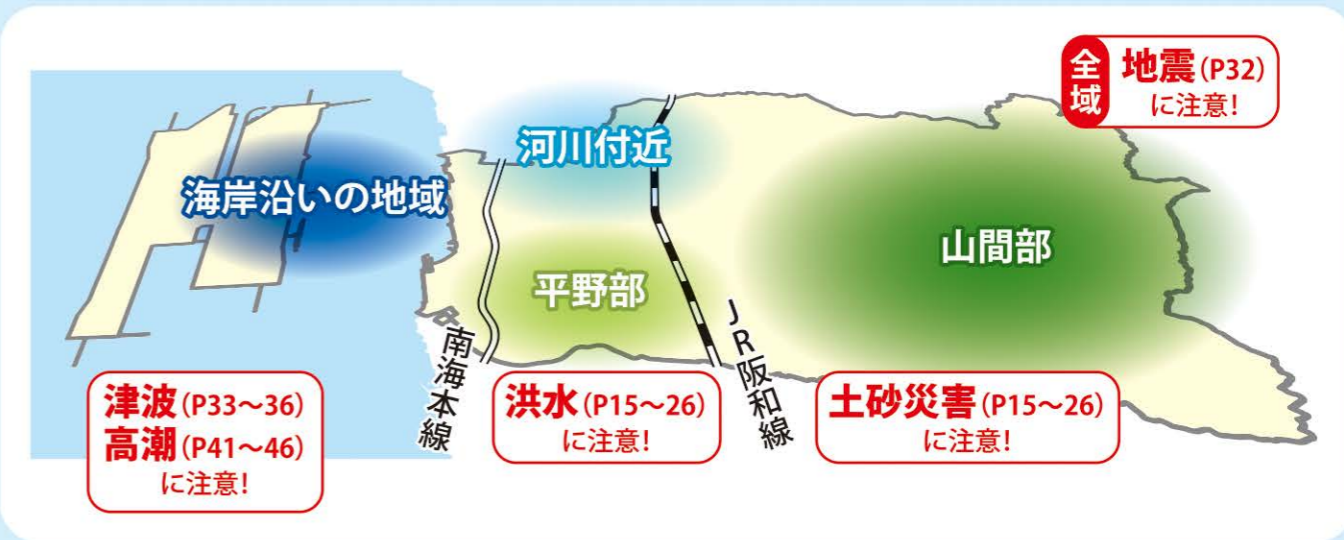 全域
地震(P32)
に注意!
河川付近
海岸沿いの地域
山間部
平野部
南海本線
JR阪和線
津波(P33～36)
高潮(P41～46)
に注意!
洪水(P15～26)
に注意!
土砂災害(P15～26)
に注意!